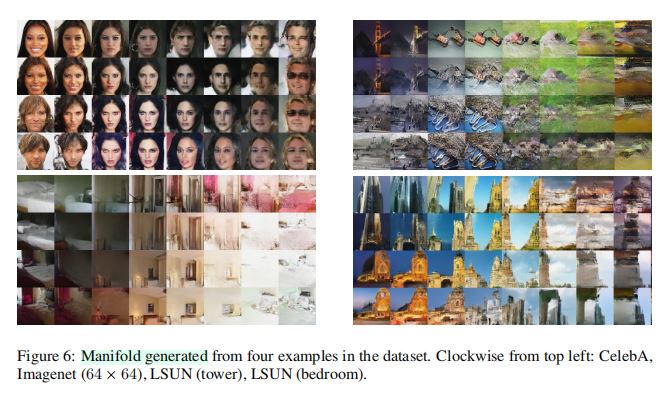 Figure 6: Manifold generated from four examples in the dataset. Clockwise from top left: CelebA,
Imagenet (64 × 64), LSUN (tower), LSUN (bedroom).